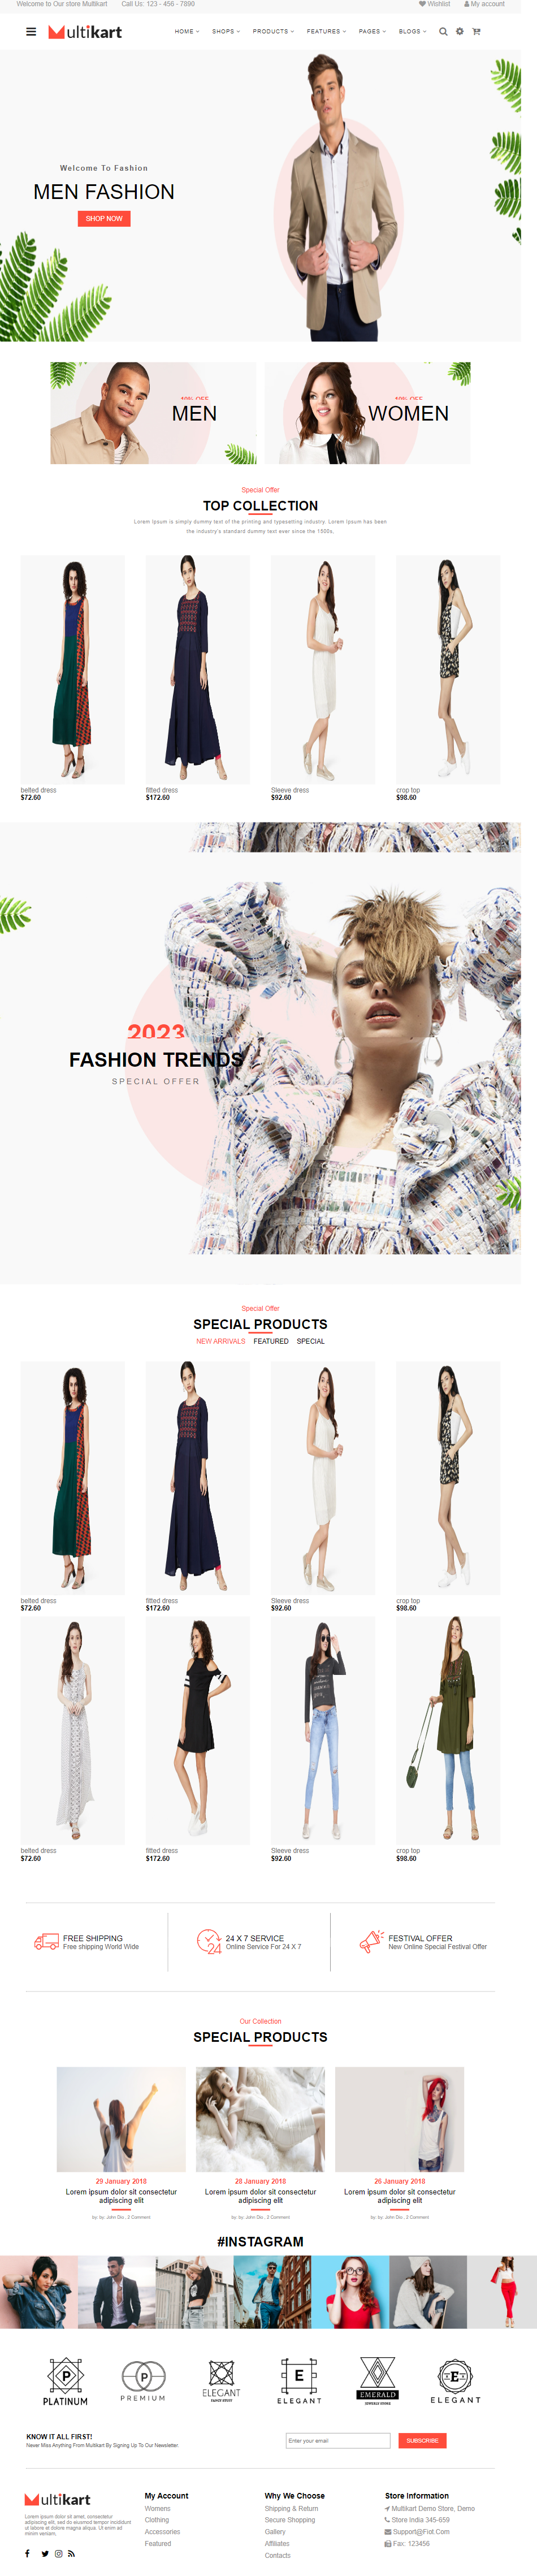 Welcome to Our store Multikart Call Us: 123 - 456 - 7890 Wishlist My account
Multikart HOME SHOPS PRODUCTS FEATURES PAGES BLOGS
Welcome To Fashion
MEN FASHION
SHOP NOW
MEN WOMEN
Special Offer
TOP COLLECTION
Lorem Ipsum is simply dummy text of the printing and typesetting industry. Lorem Ipsum has been
the industry's standard dummy text ever since the 1500s.
belted dress fitted dress Sleeve dress crop top
$72.60 $172.60 $92.60 $98.60
2023
FASHION TRENDS
SPECIAL OFFER
Special Offer
SPECIAL PRODUCTS
NEW ARRIVALS FEATURED SPECIAL
belted dress fitted dress Sleeve dress crop top
$72.60 $172.60 $92.60 $98.60
belted dress fitted dress Sleeve dress crop top
$72.60 $172.60 $92.60 $98.60
FREE SHIPPING 24 X 7 SERVICE FESTIVAL OFFER
Free shipping World Wide 24 Online Service For 24 X 7 New Online Special Festival Offer
Our Collection
SPECIAL PRODUCTS
29 January 2018 28 January 2018 26 January 2018
Lorem ipsum dolor sit consectetur Lorem ipsum dolor sit consectetur Lorem ipsum dolor sit consectetur
adipiscing elit adipiscing elit adipiscing elit
by: by: John Dio , 2 Comment by: by: John Dio , 2 Comment by: by: John Dio , 2 Comment
#INSTAGRAM
P P E E
PLATINUM PREMIUM ELEGANT ELEGANT EMERALD ELEGANT
KNOW IT ALL FIRST!
Never Miss Anything From Multikart By Signing Up To Our Newsletter. Enter your email SUBSCRIBE
Multikart My Account Why We Choose Store Information
Womens Shipping & Return Multikart Demo Store, Demo
Lorem ipsum dolor sit amet, consectetur
adipiscing elit, sed do eiusmod tempor incididunt
ut labore et dolore magna aliqua. Ut enim ad
minim veniam,
Clothing Secure Shopping Store India 345-659
Accessories Gallery Support@Fiot.Com
Featured Affiliates Fax: 123456
Contacts